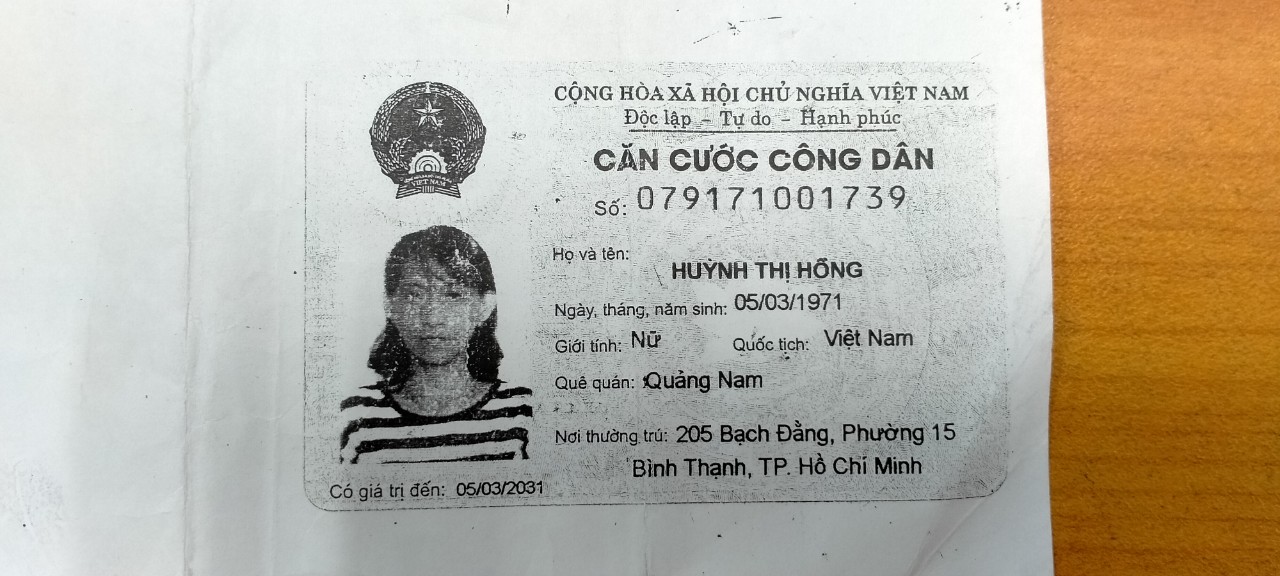 CỘNG HÒA XÃ HỘI CHỦ NGHĨA VIỆT NAM
Độc lập - Tự do - Hạnh phúc
CĂN CƯỚC CÔNG DÂN
Số: 079171001739
Họ và tên:
HUỲNH THỊ HỒNG
Ngày, tháng, năm sinh: 05/03/1971
Giới tính: Nữ Quốc tịch: Việt Nam
Quê quán: Quảng Nam
Nơi thường trú: 205 Bạch Đằng, Phường 15
Bình Thạnh, TP. Hồ Chí Minh
Có giá trị đến: 05/03/2031
VIỆT NAM